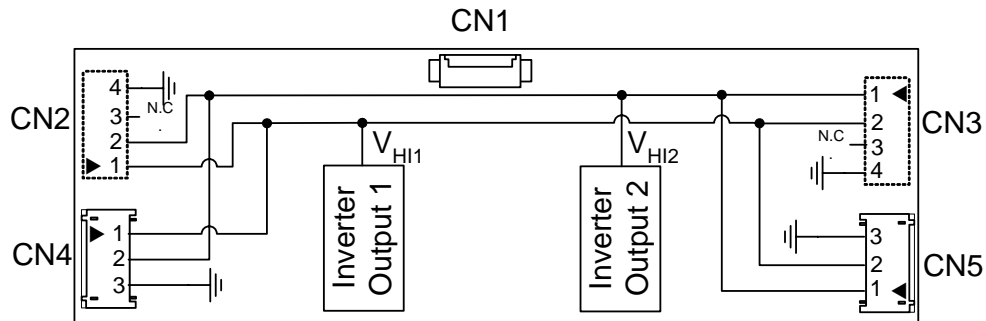 CN1
CN2
4
3
N.C
2
1
CN3
1
2
N.C
3
4
V HI1
V HI2
Inverter
Output 1
Inverter
Output 2
CN4
1
2
3
CN5
3
2
1